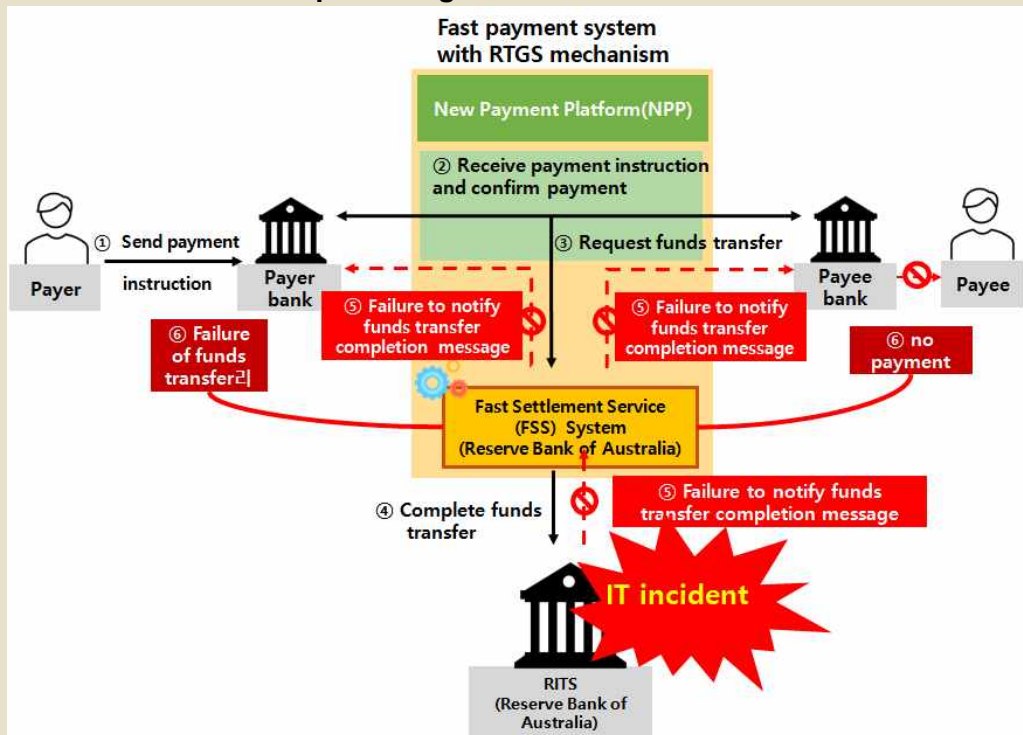 Fast payment system
with RTGS mechanism
New Payment Platform(NPP)
② Receive payment instruction
and confirm payment
① Send payment
instruction
③ Request funds transfer
Payer
Payer
bank
Payee
bank
Payee
⑤ Failure to notify
funds transfer
completion message
⑤ Failure to notify
funds transfer
completion message
⑥ Failure
of funds
transfer리
⑥ no
payment
Fast Settlement Service
(FSS) System
(Reserve Bank of Australia)
④ Complete funds
transfer
⑤ Failure to notify funds
transfer completion message
IT incident
RITS
(Reserve Bank of
Australia)